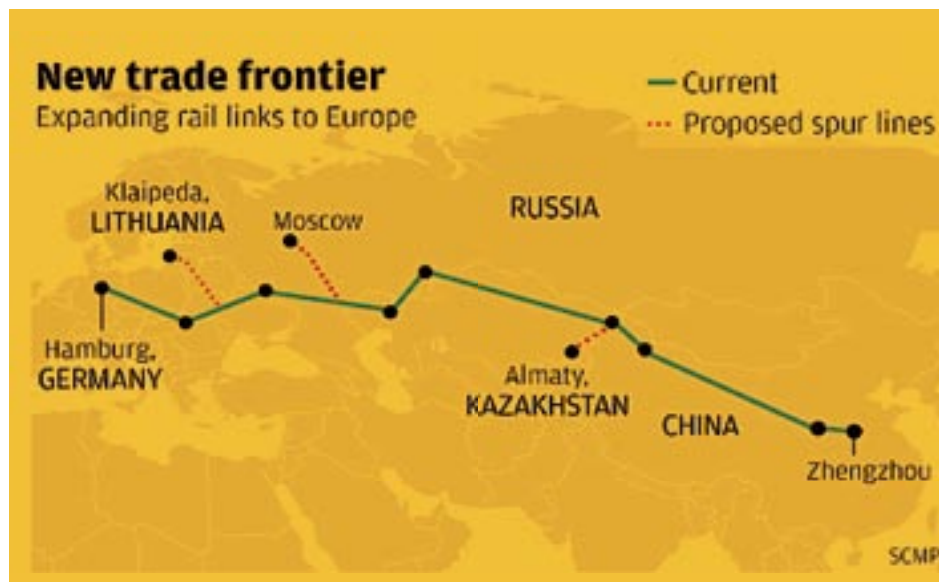 New trade frontier
Expanding rail links to Europe
Current
Proposed spur lines
Klaipeda,
LITHUANIA
Moscow
RUSSIA
Hamburg,
GERMANY
Almaty,
KAZAKHSTAN
CHINA
Zhengzhou
SCMP